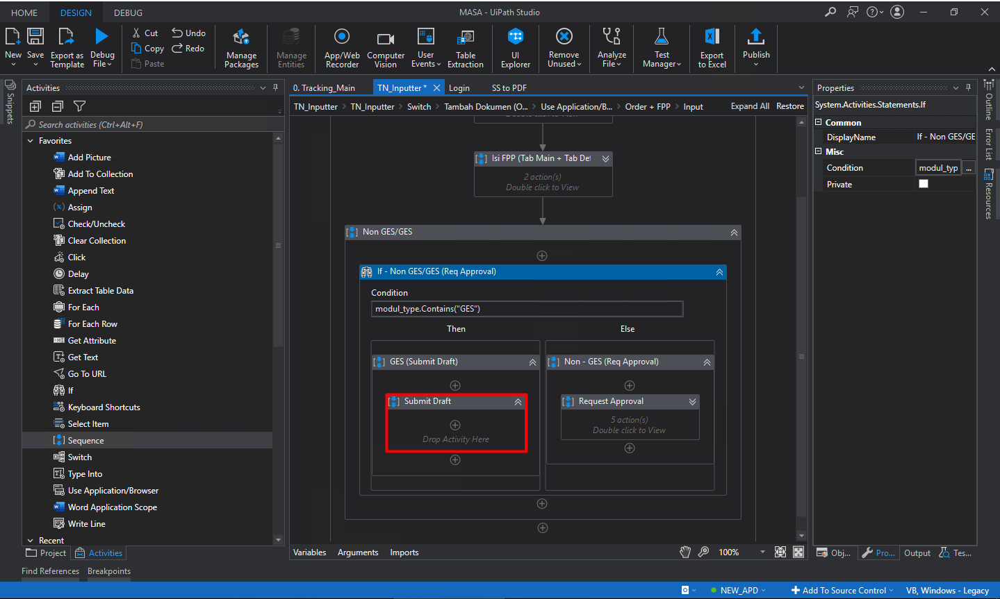 HOME DESIGN DEBUG MASA - UiPath Studio
New Save Export as Template Debug File
Cut Copy Paste Undo Redo
Manage Packages Manage Entities App/Web Recorder Computer Vision User Events Table Extraction UI Explorer Remove Unused Analyze File Test Manager Export to Excel Publish
Snippets
Activities
Search activities (Ctrl+Alt+F)
Favorites
Add Picture
Add To Collection
Append Text
Assign
Check/Uncheck
Clear Collection
Click
Delay
Extract Table Data
For Each
For Each Row
Get Attribute
Get Text
Go To URL
If
Keyboard Shortcuts
Select Item
Sequence
Switch
Type Into
Use Application/Browser
Word Application Scope
Write Line
Recent
Project Activities
Find References Breakpoints
0. Tracking_Main TN_Inputter * Login SS to PDF
TN_Inputter TN_Inputter Switch Tambah Dokumen (O... Use Application/B... Order + FPP Input Expand All Restore
Isi FPP (Tab Main + Tab De
2 action(s)
Double click to View
Non GES/GES
If - Non GES/GES (Req Approval)
Condition
modul_type.Contains("GES")
Then Else
GES (Submit Draft) Non - GES (Req Approval)
Submit Draft Request Approval
Drop Activity Here
5 action(s)
Double click to View
Variables Arguments Imports 100%
Properties
System.Activities.Statements.If
Common
DisplayName If - Non GES/GE
Misc
Condition modul_typ ...
Private
Outline
Error List
Resources
Obj... Pro... Output Tes...
NEW_APD Add To Source Control VB, Windows - Legacy